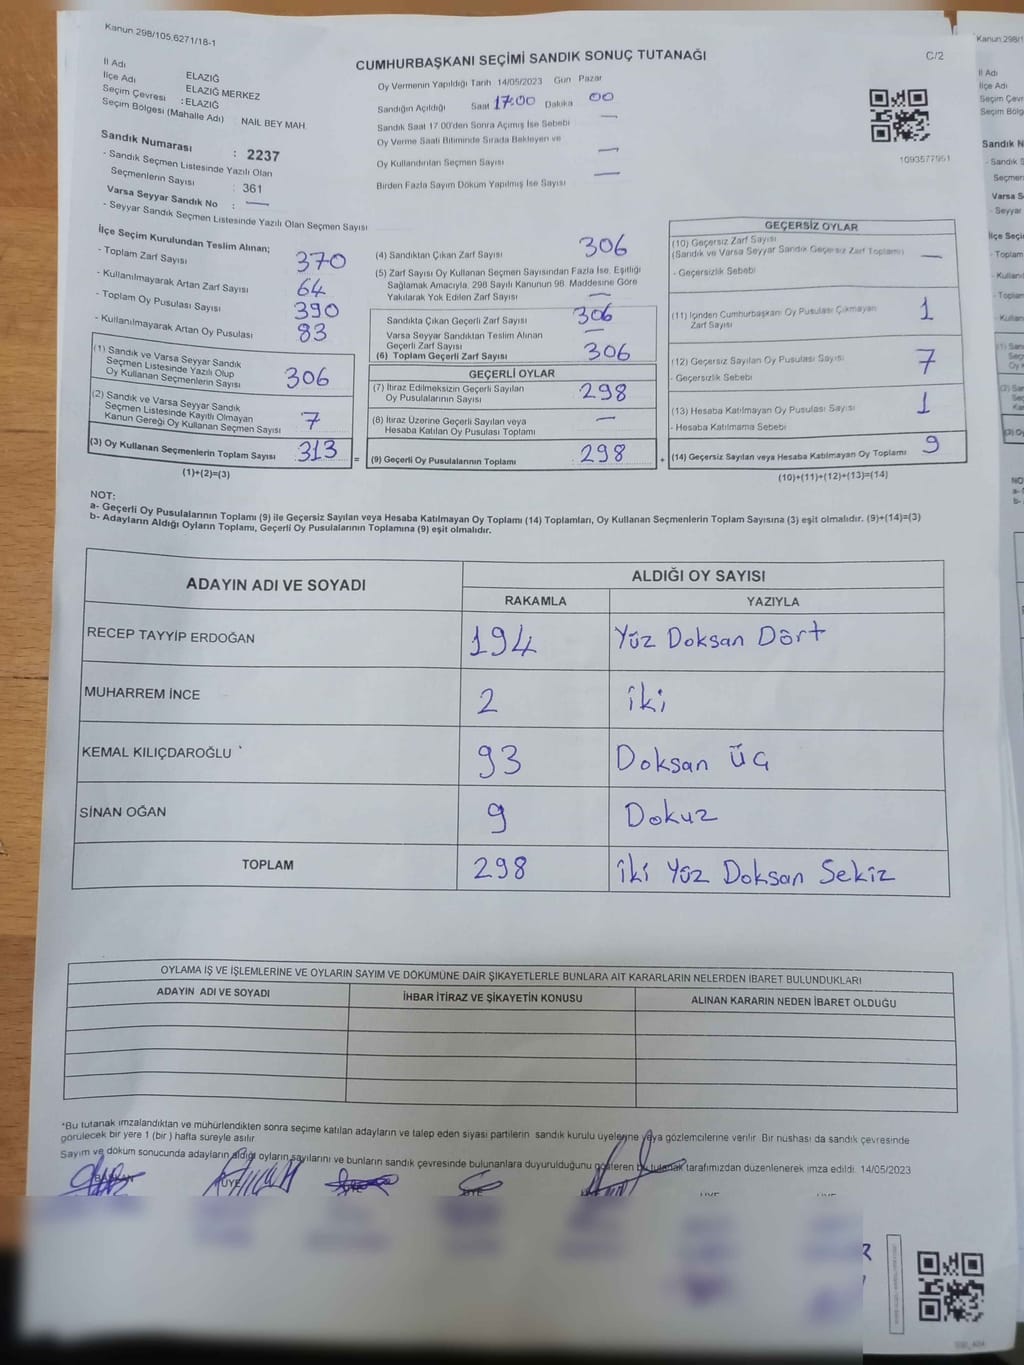 Kanun 298/105,6271/18-1
CUMHURBAŞKANI SEÇİMİ SANDIK SONUÇ TUTANAĞI
C/2
İl Adı ELAZIĞ
İlçe Adı ELAZIĞ MERKEZ
Seçim Çevresi : ELAZIĞ
Seçim Bölgesi (Mahalle Adı) NAIL BEY MAH.
Oy Vermenin Yapıldığı Tarih 14/05/2023 Gün Pazar
Sandığın Açıldığı Saat 17:00 Dakika 00
Sandık Saat 17 00'den Sonra Açımış İse Sebebi —
Oy Verme Saati Bitiminde Sırada Bekleyen ve
Oy Kullandırılan Seçmen Sayısı —
Birden Fazla Sayım Döküm Yapılmış İse Sayısı —
1093577951
Sandık Numarası : 2237
- Sandık Seçmen Listesinde Yazılı Olan
Seçmenlerin Sayısı : 361
Varsa Seyyar Sandık No : —
- Seyyar Sandık Seçmen Listesinde Yazılı Olan Seçmen Sayısı
İlçe Seçim Kurulundan Teslim Alınan;
- Toplam Zarf Sayısı 370
- Kullanılmayarak Artan Zarf Sayısı 64
- Toplam Oy Pusulası Sayısı 390
- Kullanılmayarak Artan Oy Pusulası 83
(1) Sandık ve Varsa Seyyar Sandık
Seçmen Listesinde Yazılı Olup
Oy Kullanan Seçmenlerin Sayısı 306
(2) Sandık ve Varsa Seyyar Sandık
Seçmen Listesinde Kayıtlı Olmayan
Kanun Gereği Oy Kullanan Seçmen Sayısı 7
(3) Oy Kullanan Seçmenlerin Toplam Sayısı 313 =
(1)+(2)=(3)
(4) Sandıktan Çıkan Zarf Sayısı 306
(5) Zarf Sayısı Oy Kullanan Seçmen Sayısından Fazla İse, Eşitliği
Sağlamak Amacıyla, 298 Sayılı Kanunun 98. Maddesine Göre
Yakılarak Yok Edilen Zarf Sayısı —
Sandıkta Çıkan Geçerli Zarf Sayısı 306
Varsa Seyyar Sandıktan Teslim Alınan
Geçerli Zarf Sayısı —
(6) Toplam Geçerli Zarf Sayısı 306
GEÇERLİ OYLAR
(7) İtiraz Edilmeksizin Geçerli Sayılan
Oy Pusulalarının Sayısı 298
(8) İtiraz Üzerine Geçerli Sayılan veya
Hesaba Katılan Oy Pusulası Toplamı —
(9) Geçerli Oy Pusulalarının Toplamı 298 +
GEÇERSİZ OYLAR
(10) Geçersiz Zarf Sayısı
(Sandık ve Varsa Seyyar Sandık Geçersiz Zarf Toplamı) —
- Geçersizlik Sebebi
(11) İçinden Cumhurbaşkanı Oy Pusulası Çıkmayan
Zarf Sayısı 1
(12) Geçersiz Sayılan Oy Pusulası Sayısı 7
- Geçersizlik Sebebi
(13) Hesaba Katılmayan Oy Pusulası Sayısı 1
- Hesaba Katılmama Sebebi
(14) Geçersiz Sayılan veya Hesaba Katılmayan Oy Toplamı 9
(10)+(11)+(12)+(13)=(14)
NOT:
a- Geçerli Oy Pusulalarının Toplamı (9) ile Geçersiz Sayılan veya Hesaba Katılmayan Oy Toplamı (14) Toplamları, Oy Kullanan Seçmenlerin Toplam Sayısına (3) eşit olmalıdır. (9)+(14)=(3)
b- Adayların Aldığı Oyların Toplamı, Geçerli Oy Pusulalarının Toplamına (9) eşit olmalıdır.
ADAYIN ADI VE SOYADI
ALDIĞI OY SAYISI
RAKAMLA YAZIYLA
RECEP TAYYİP ERDOĞAN 194 Yüz Doksan Dört
MUHARREM İNCE 2 iki
KEMAL KILIÇDAROĞLU 93 Doksan üç
SİNAN OĞAN 9 Dokuz
TOPLAM 298 iki Yüz Doksan Sekiz
OYLAMA İŞ VE İŞLEMLERİNE VE OYLARIN SAYIM VE DÖKÜMÜNE DAİR ŞİKAYETLERLE BUNLARA AİT KARARLARIN NELERDEN İBARET BULUNDUKLARI
ADAYIN ADI VE SOYADI İHBAR İTİRAZ VE ŞİKAYETİN KONUSU ALINAN KARARIN NEDEN İBARET OLDUĞU
*Bu tutanak imzalandıktan ve mühürlendikten sonra seçime katılan adayların ve talep eden siyasi partilerin sandık kurulu üyelerine veya gözlemcilerine verilir. Bir nüshası da sandık çevresinde
görülecek bir yere 1 (bir ) hafta süreyle asılır
Sayım ve döküm sonucunda adayların aldığı oyların sayılarını ve bunların sandık çevresinde bulunanlara duyurulduğunu gösteren bu tutanak tarafımızdan düzenlenerek imza edildi. 14/05/2023
BAŞKAN ÜYE ÜYE